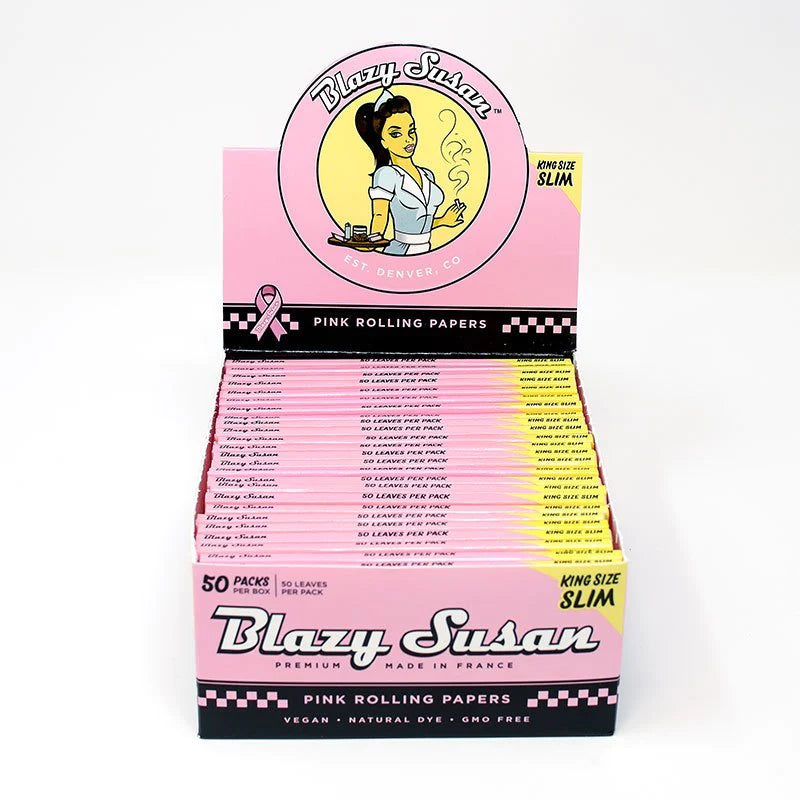 Blazy Susan™
KING SIZE
SLIM
EST. DENVER, CO
PINK ROLLING PAPERS
Blazy Susan 50 LEAVES PER PACK KING SIZE SLIM
50 PACKS
PER BOX
50 LEAVES
PER PACK
KING SIZE
SLIM
Blazy Susan
PREMIUM MADE IN FRANCE
PINK ROLLING PAPERS
VEGAN • NATURAL DYE • GMO FREE